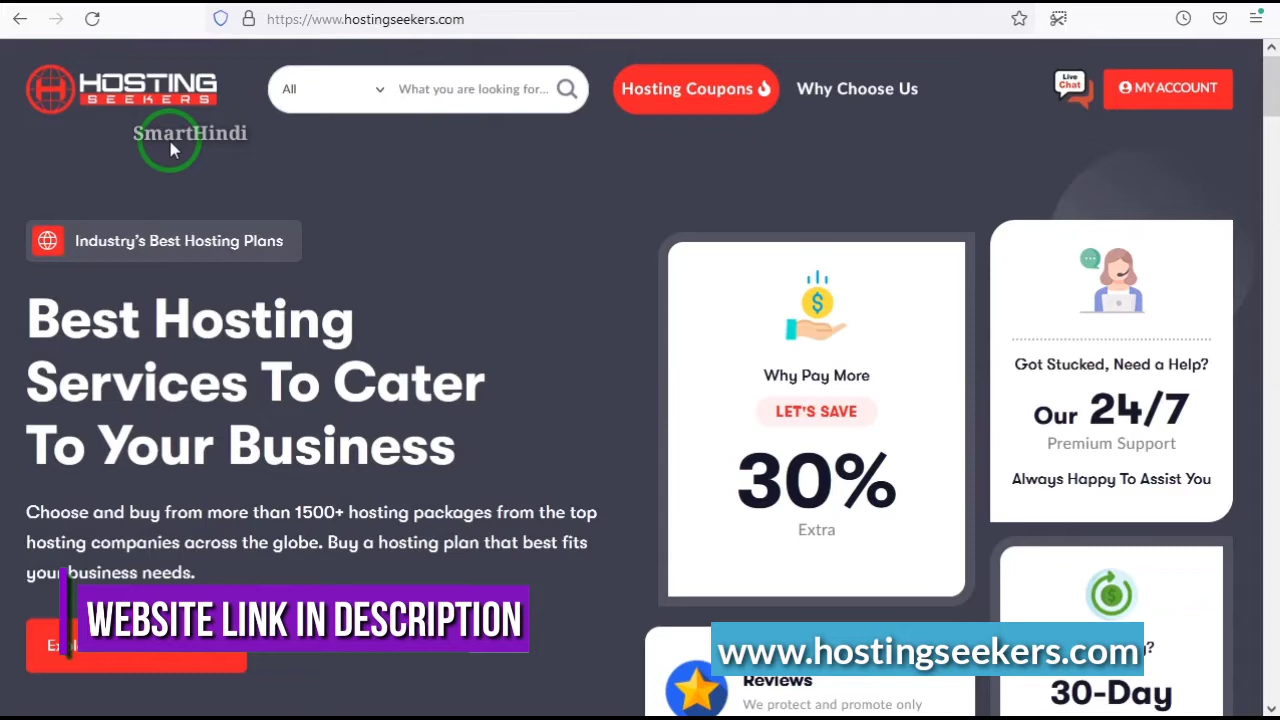 https://www.hostingseekers.com
HOSTING
SEEKERS
All
What you are looking for...
Hosting Coupons
Why Choose Us
Live
Chat
MY ACCOUNT
SmartHindi
Industry's Best Hosting Plans
Best Hosting
Services To Cater
To Your Business
Choose and buy from more than 1500+ hosting packages from the top
hosting companies across the globe. Buy a hosting plan that best fits
your business needs.
WEBSITE LINK IN DESCRIPTION
Why Pay More
LET'S SAVE
30%
Extra
Got Stucked, Need a Help?
Our 24/7
Premium Support
Always Happy To Assist You
www.hostingseekers.com
Reviews
We protect and promote only
30-Day